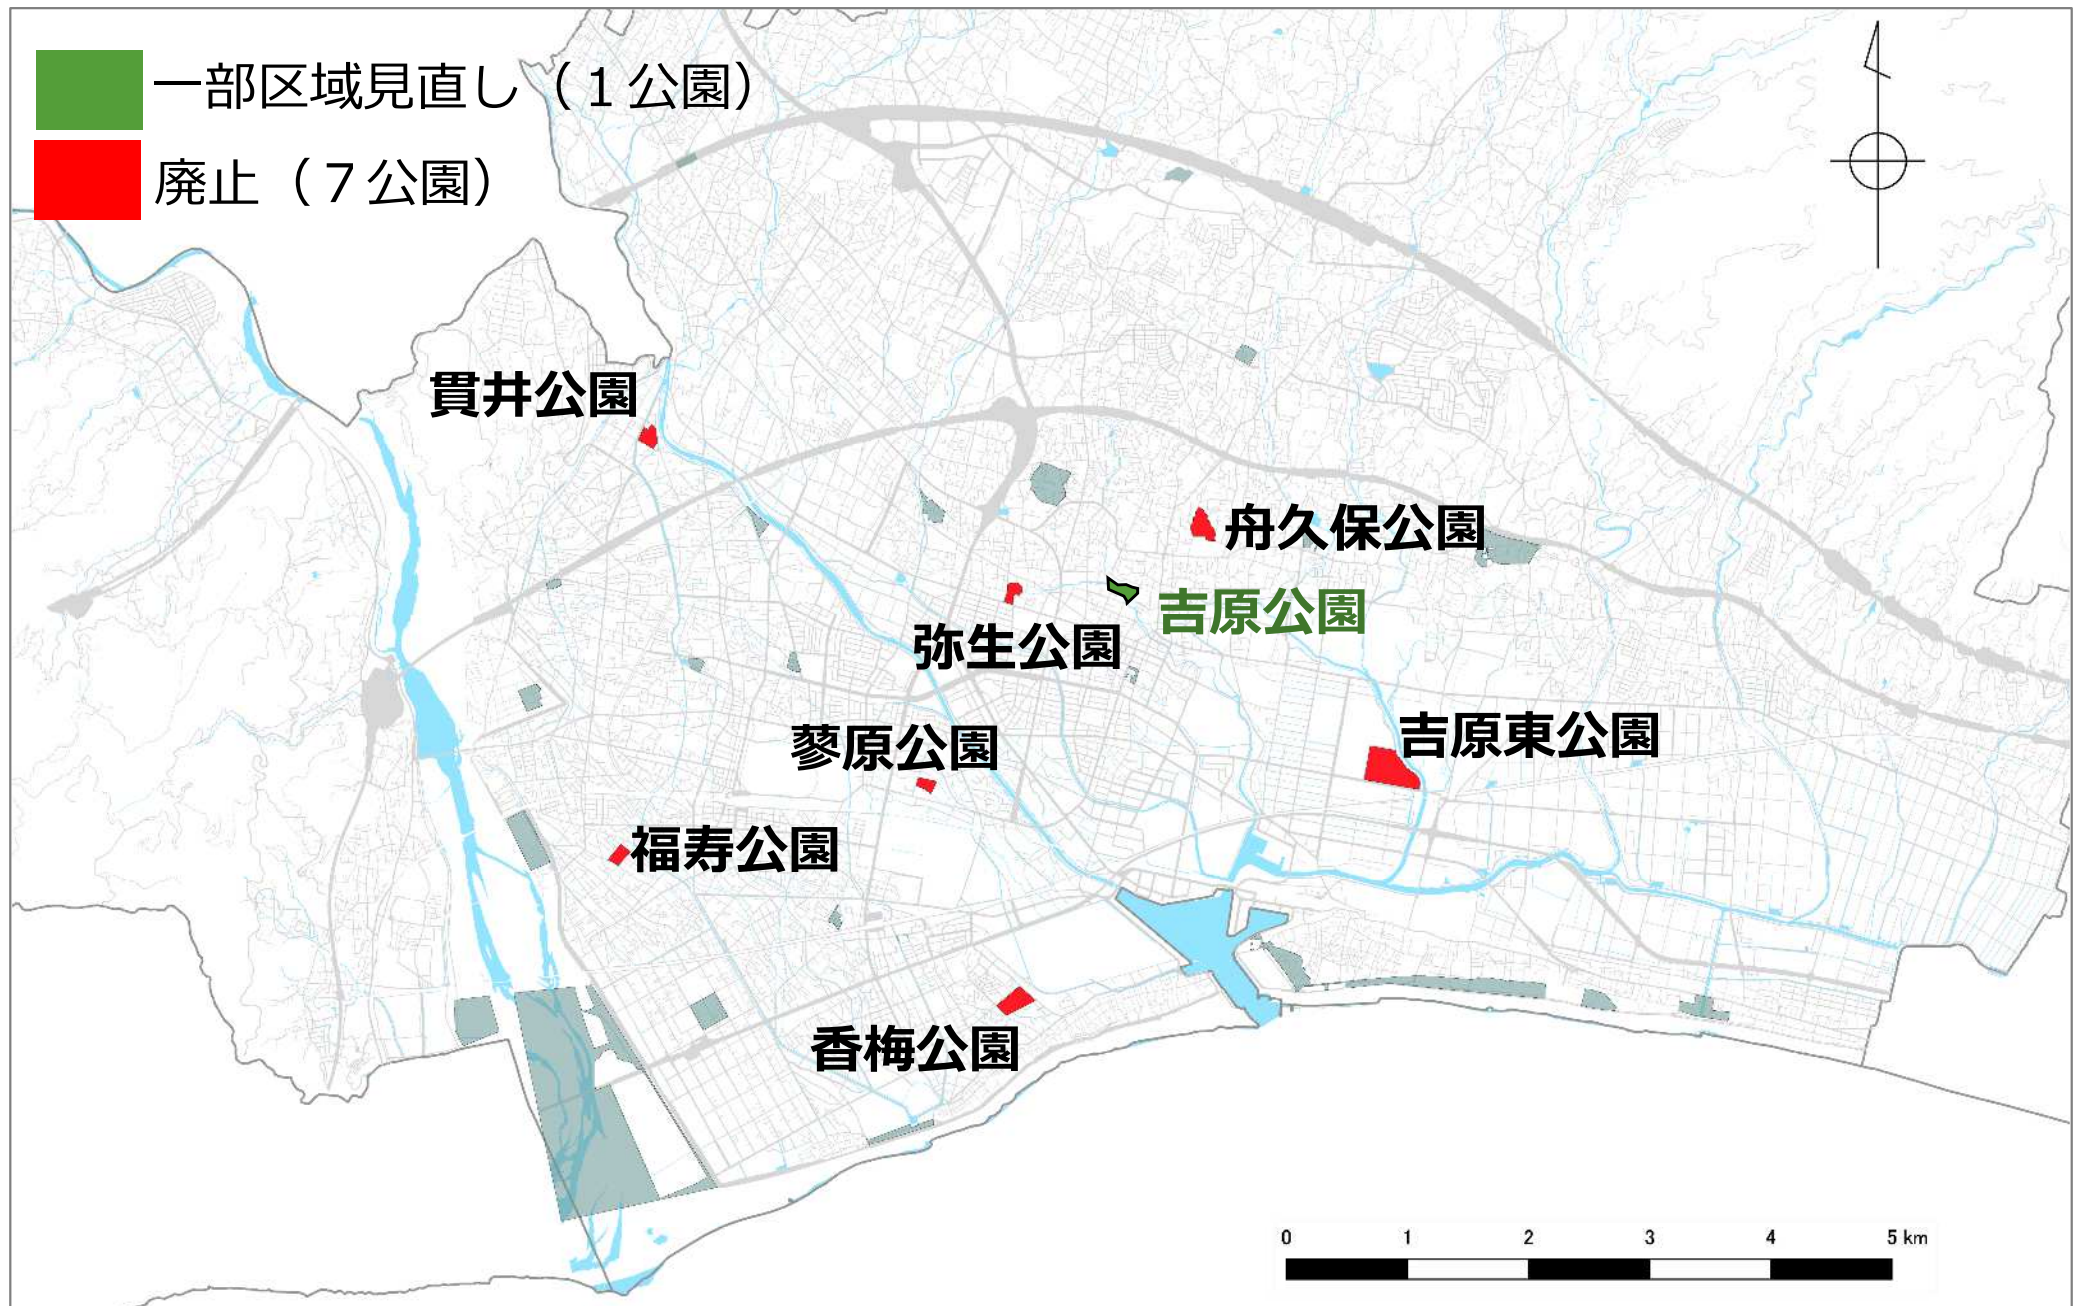 一部区域見直し（１公園）
廃止（７公園）
貫井公園
舟久保公園
吉原公園
弥生公園
吉原東公園
蓼原公園
福寿公園
香梅公園
0 1 2 3 4 5 km